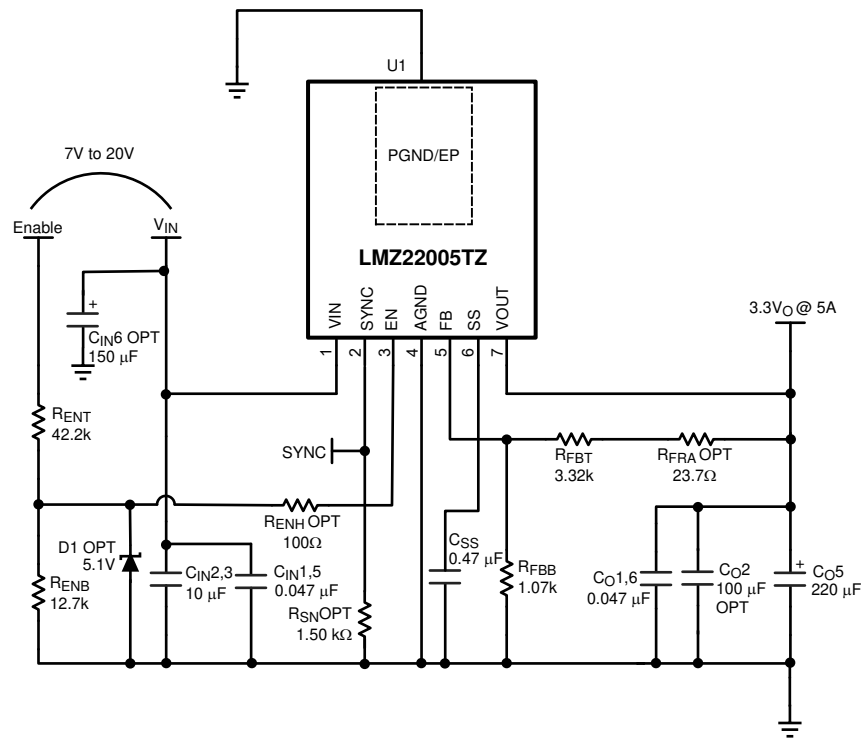 U1
PGND/EP
7V to 20V
Enable
VIN
LMZ22005TZ
VIN
SYNC
EN
AGND
FB
SS
VOUT
1
2
3
4
5
6
7
3.3VO @ 5A
+
CIN6 OPT
150 µF
RENT
42.2k
SYNC
RFBT
3.32k
RFRA OPT
23.7Ω
RENH OPT
100Ω
D1 OPT
5.1V
RENB
12.7k
CIN2,3
10 µF
CIN1,5
0.047 µF
RSNOPT
1.50 kΩ
CSS
0.47 µF
RFBB
1.07k
CO1,6
0.047 µF
CO2
100 µF
OPT
+
CO5
220 µF